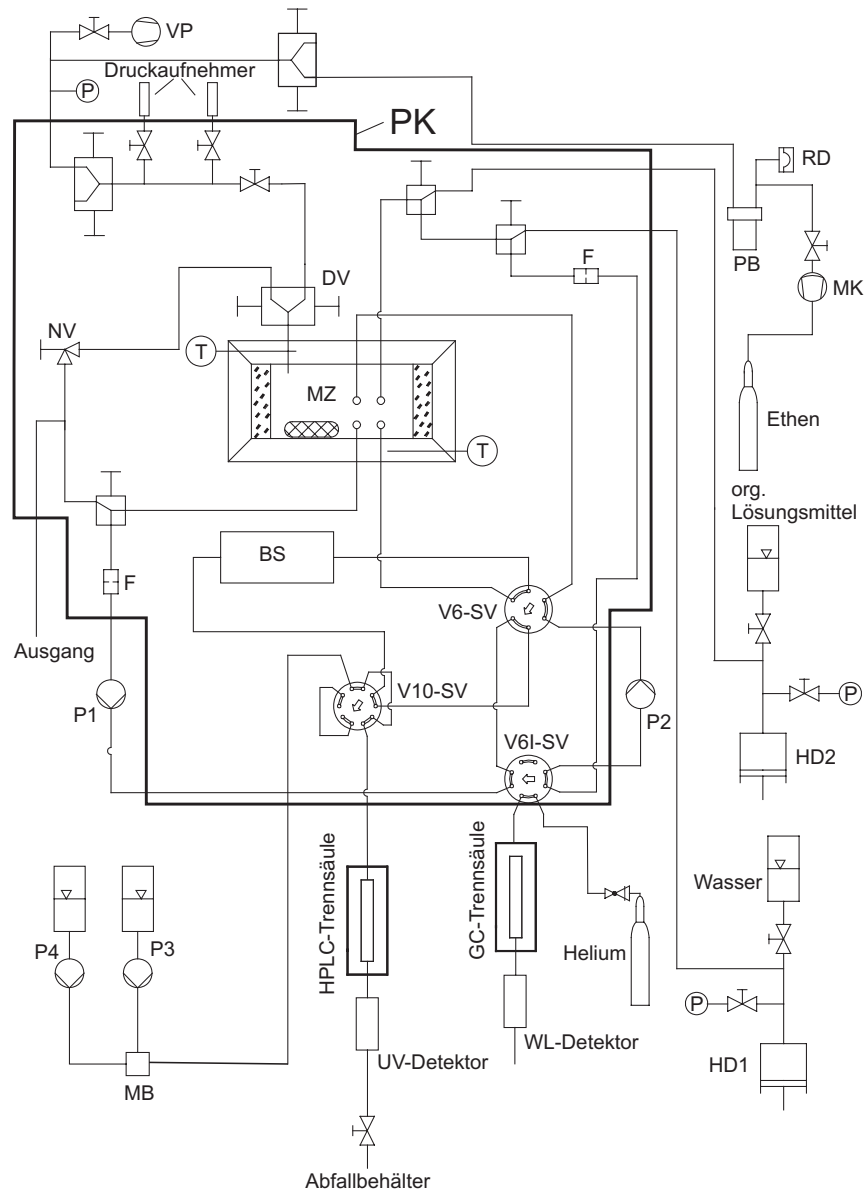 VP
Druckaufnehmer
P
PK
RD
PB
MK
F
DV
NV
T
MZ
T
Ethen
org.
Lösungsmittel
BS
F
V6-SV
Ausgang
V10-SV
P1
P2
P
V6I-SV
HD2
HPLC-Trennsäule
GC-Trennsäule
Wasser
P4
P3
Helium
P
UV-Detektor
WL-Detektor
MB
HD1
Abfallbehälter